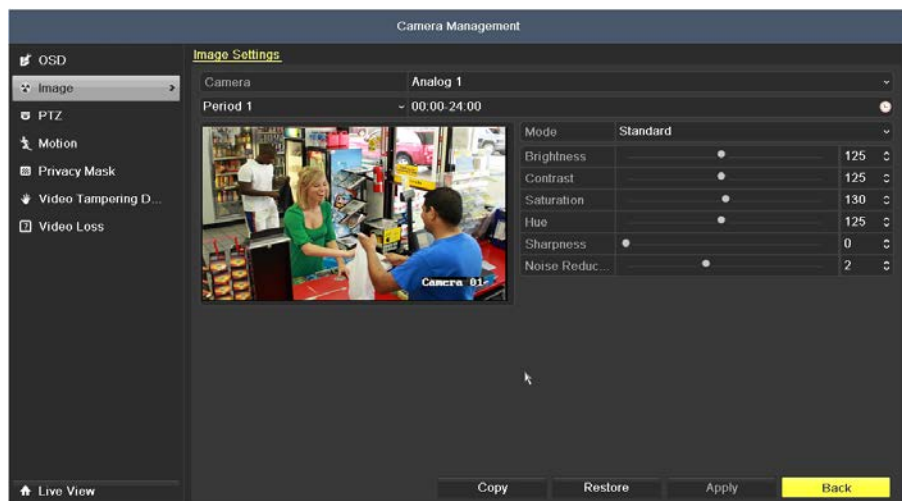 Camera Management
OSD
Image
PTZ
Motion
Privacy Mask
Video Tampering D...
Video Loss
Live View
Image Settings
Camera Analog 1
Period 1 00:00-24:00
Camera 01
Mode Standard
Brightness 125
Contrast 125
Saturation 130
Hue 125
Sharpness 0
Noise Reduc... 2
Copy Restore Apply Back